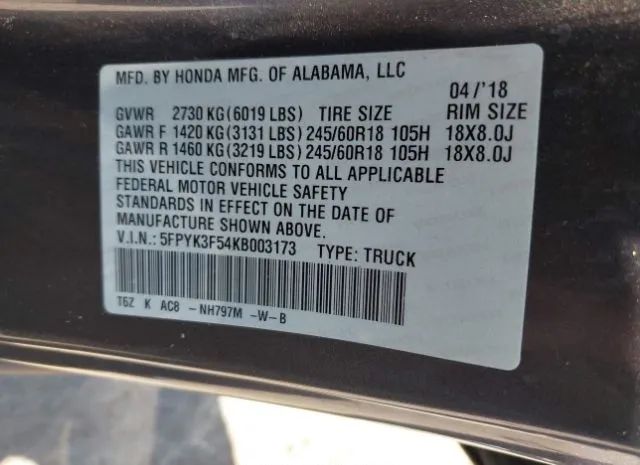 MFD. BY HONDA MFG. OF ALABAMA, LLC 04/'18
GVWR 2730 KG(6019 LBS) TIRE SIZE RIM SIZE
GAWR F 1420 KG(3131 LBS) 245/60R18 105H 18X8.0J
GAWR R 1460 KG(3219 LBS) 245/60R18 105H 18X8.0J
THIS VEHICLE CONFORMS TO ALL APPLICABLE
FEDERAL MOTOR VEHICLE SAFETY
STANDARDS IN EFFECT ON THE DATE OF
MANUFACTURE SHOWN ABOVE.
V.I.N.: 5FPYK3F54KB003173 TYPE: TRUCK
T6Z K AC8 -NH797M -W-B